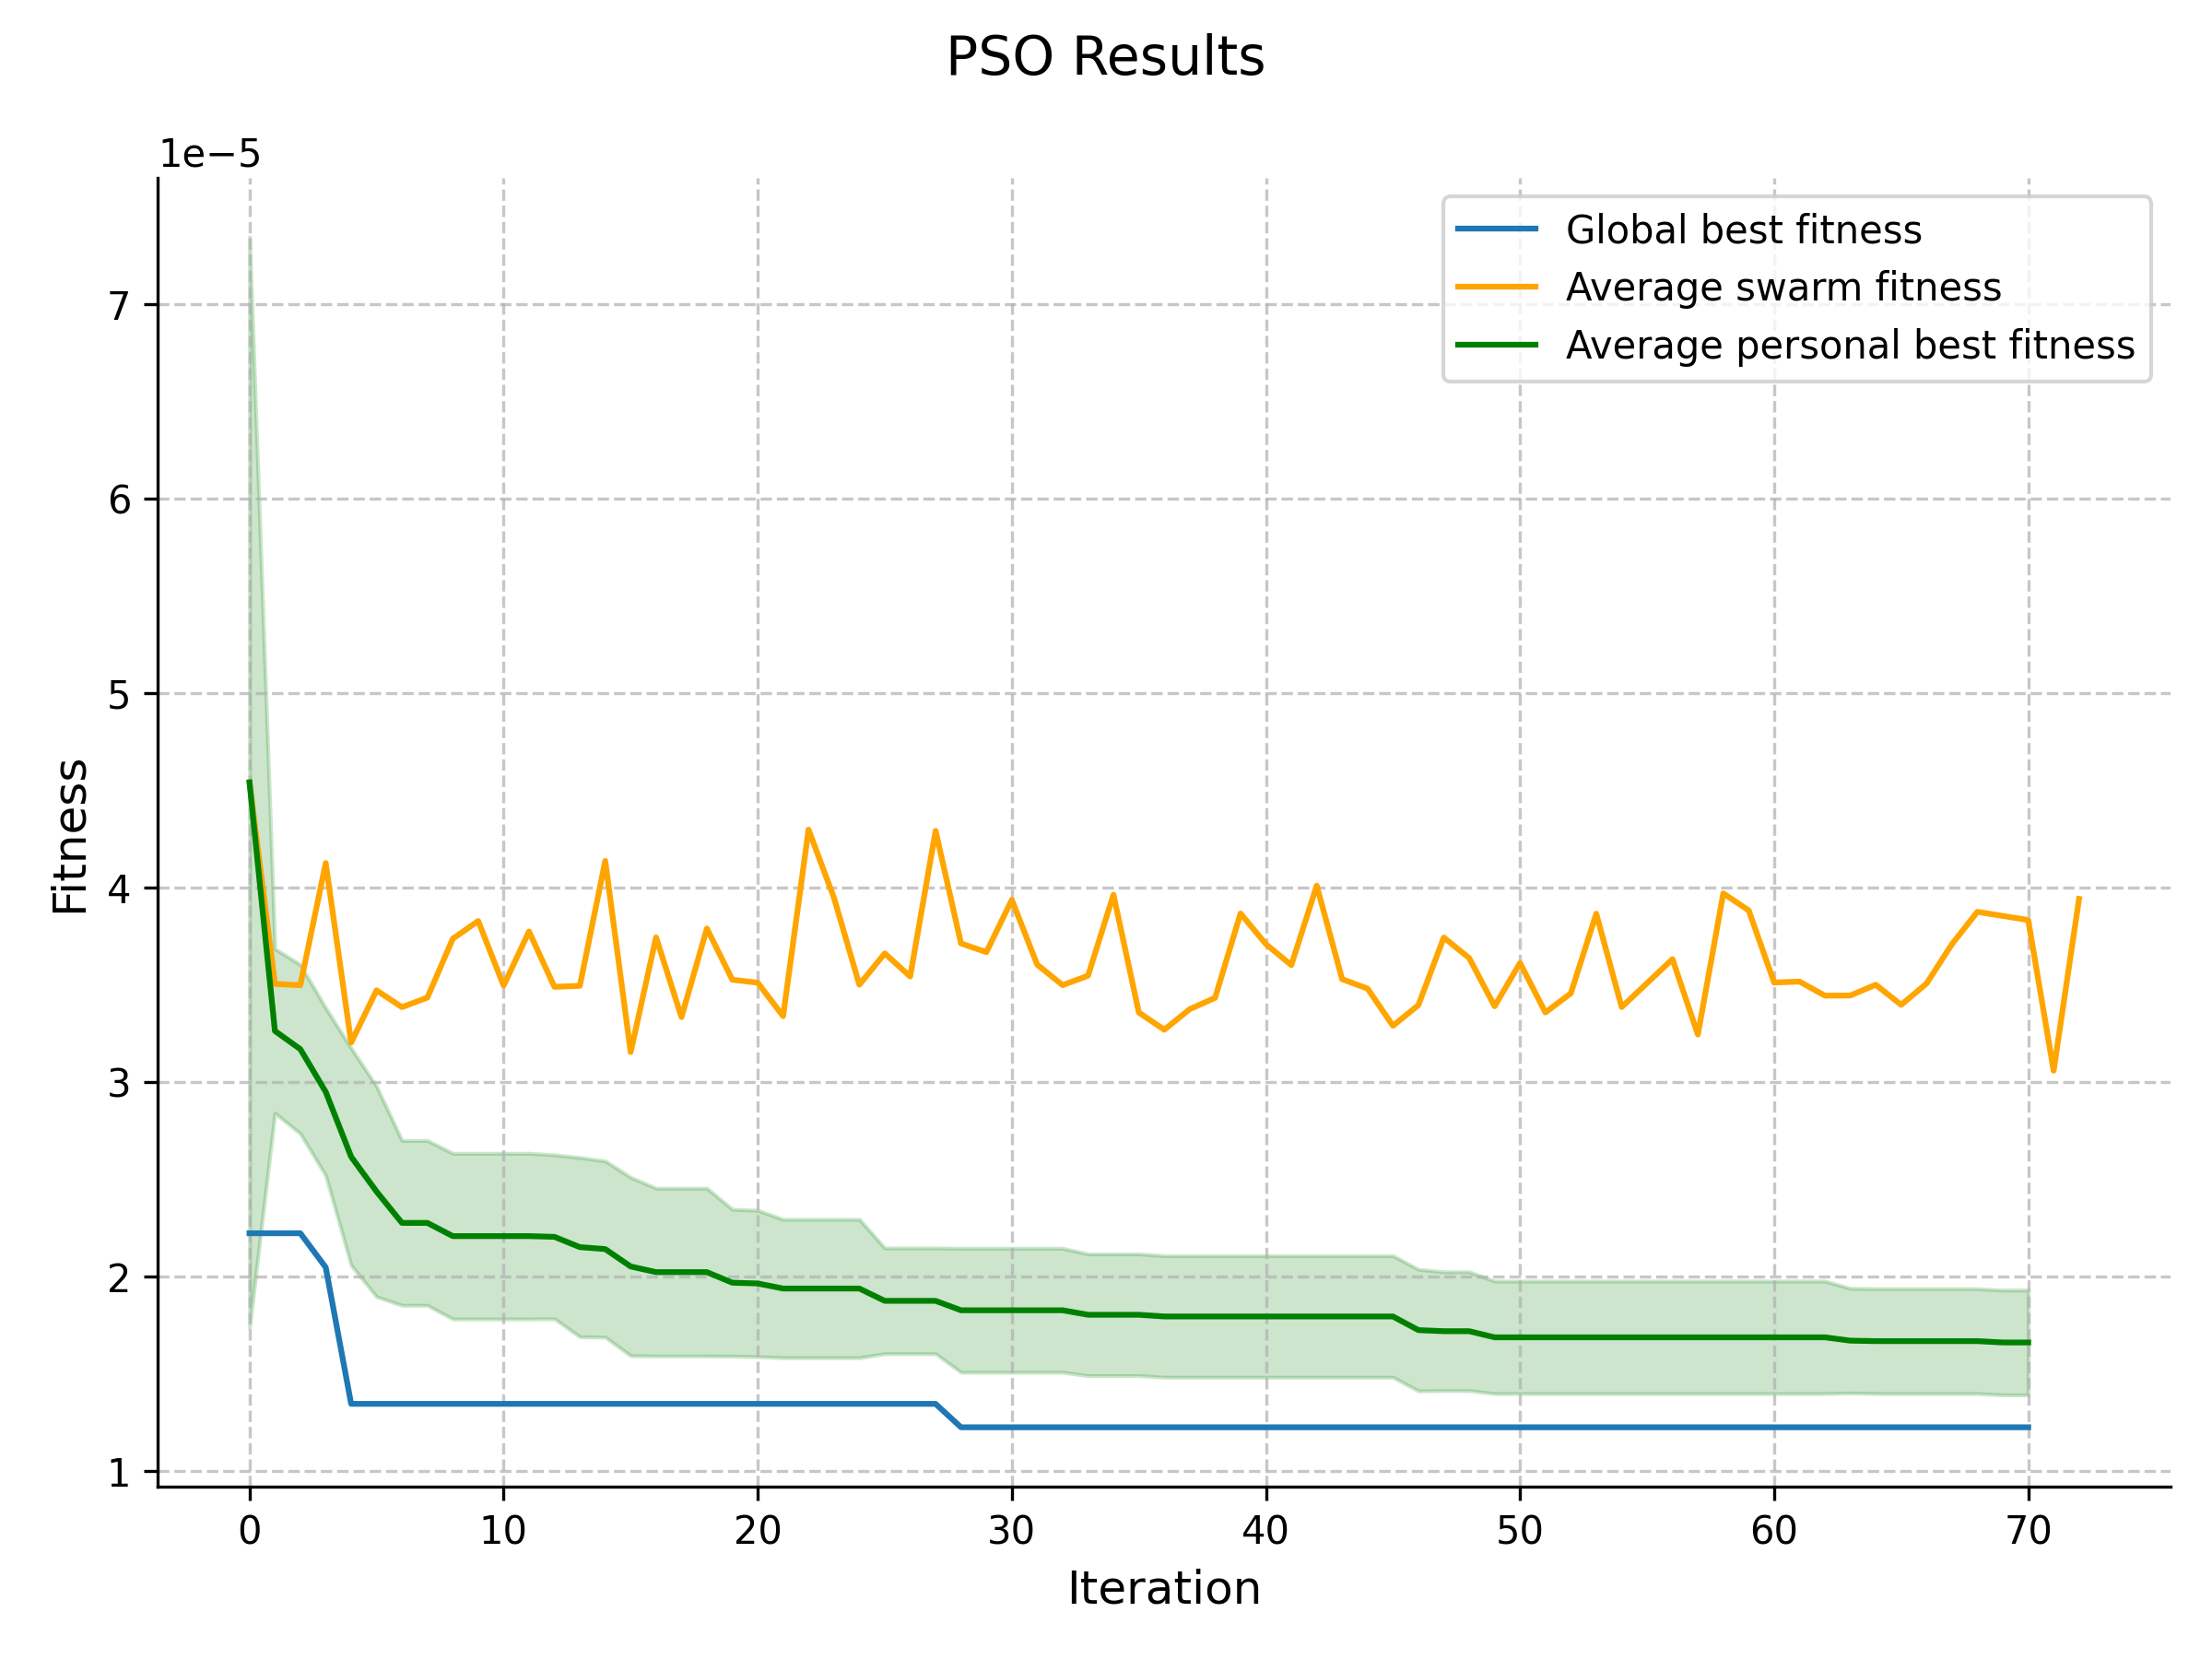 PSO Results
1e−5
Global best fitness
Average swarm fitness
Average personal best fitness
7
6
5
4
3
2
1
Fitness
0 10 20 30 40 50 60 70
Iteration